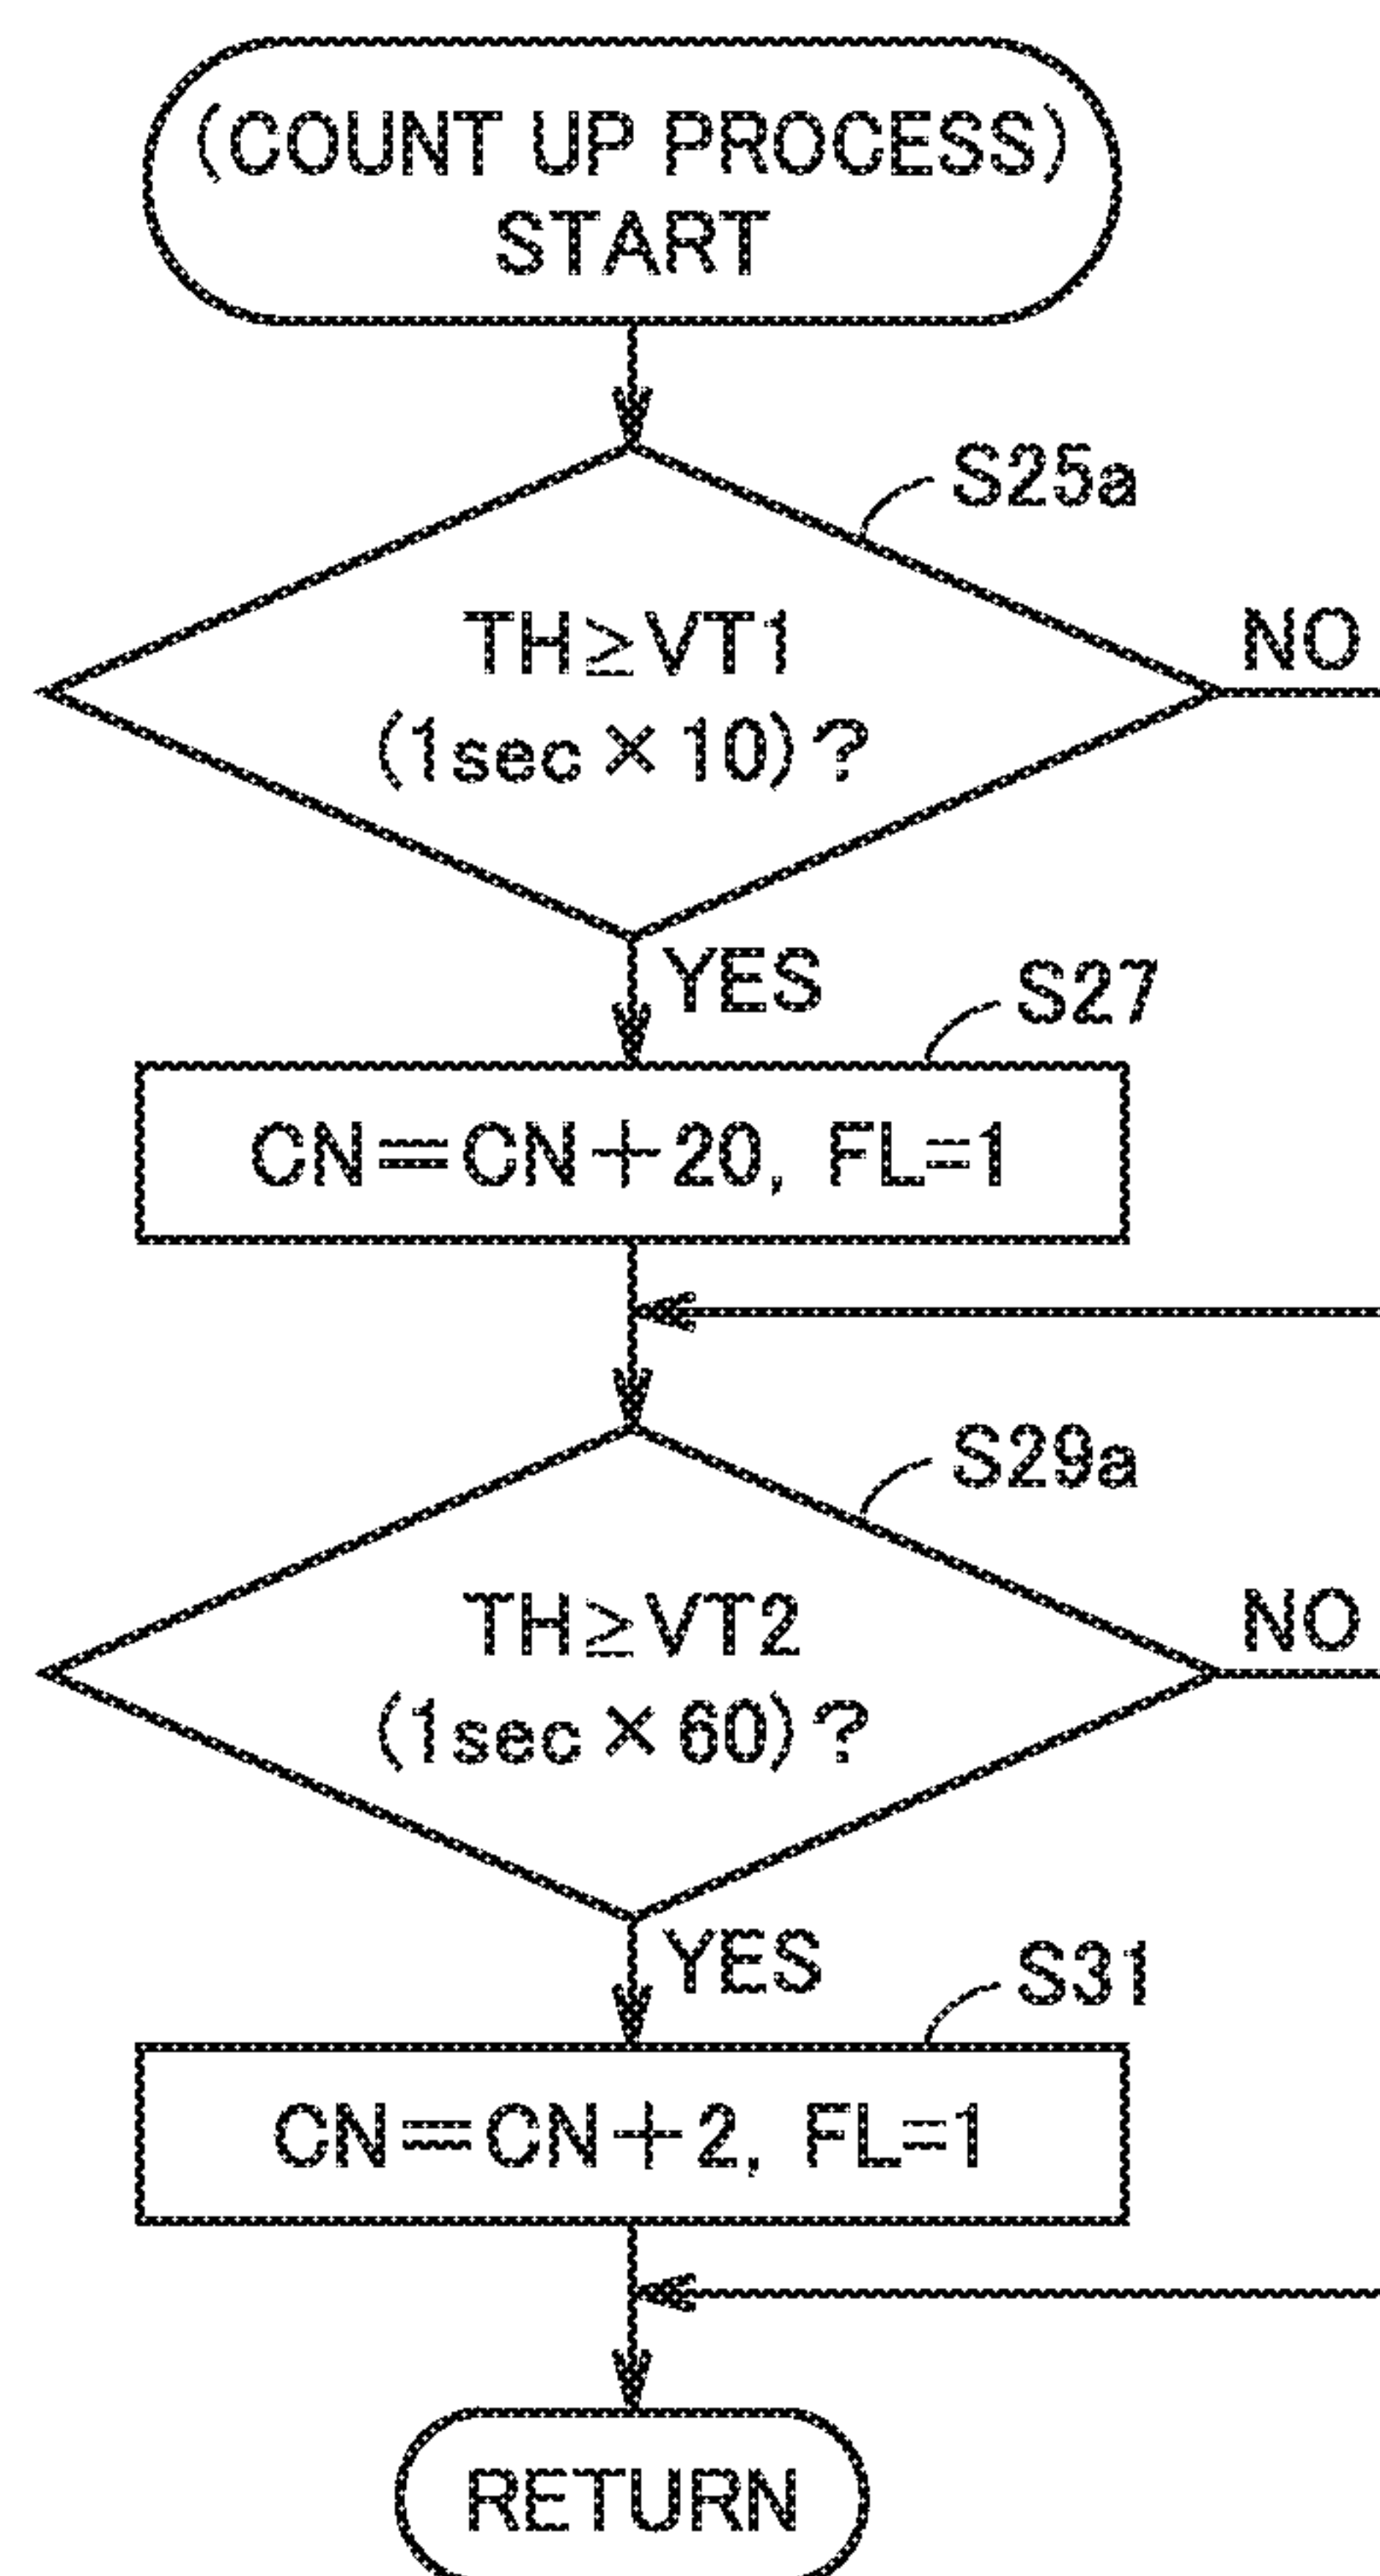 (COUNT UP PROCESS)
START
S25a
TH≥VT1
(1sec×10)?
NO
YES
S27
CN=CN+20, FL=1
S29a
TH≥VT2
(1sec×60)?
NO
YES
S31
CN=CN+2, FL=1
RETURN